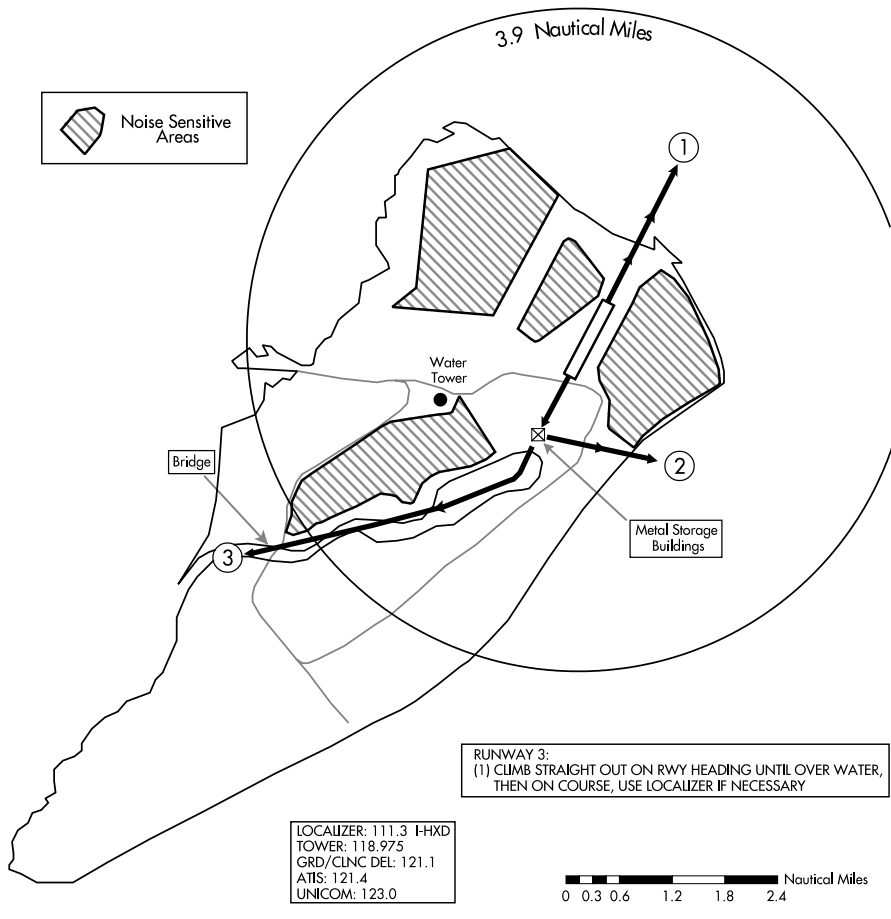 3.9 Nautical Miles
Noise Sensitive
Areas
1
Water
Tower
Bridge
2
Metal Storage
Buildings
3
RUNWAY 3:
(1) CLIMB STRAIGHT OUT ON RWY HEADING UNTIL OVER WATER,
THEN ON COURSE, USE LOCALIZER IF NECESSARY
LOCALIZER: 111.3 I-HXD
TOWER: 118.975
GRD/CLNC DEL: 121.1
ATIS: 121.4
UNICOM: 123.0
Nautical Miles
0 0.3 0.6 1.2 1.8 2.4